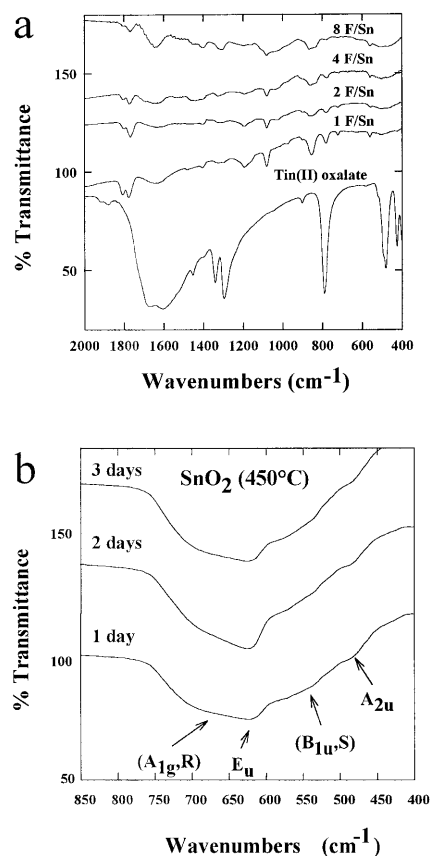 a
8 F/Sn
4 F/Sn
2 F/Sn
1 F/Sn
Tin(II) oxalate
% Transmittance
150
100
50
2000 1800 1600 1400 1200 1000 800 600 400
Wavenumbers (cm-1)
b
3 days
SnO2 (450°C)
2 days
1 day
% Transmittance
150
100
50
(A1g,R)
Eu
(B1u,S)
A2u
850 800 750 700 650 600 550 500 450 400
Wavenumbers (cm-1)